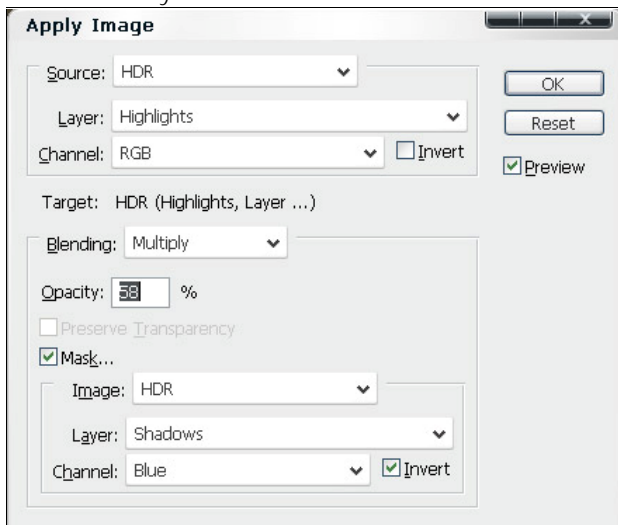 Apply Image
X
Source: HDR
OK
Layer: Highlights
Reset
Channel: RGB
Invert
Preview
Target: HDR (Highlights, Layer ...)
Blending: Multiply
Opacity: 58 %
Preserve Transparency
Mask...
Image: HDR
Layer: Shadows
Channel: Blue
Invert